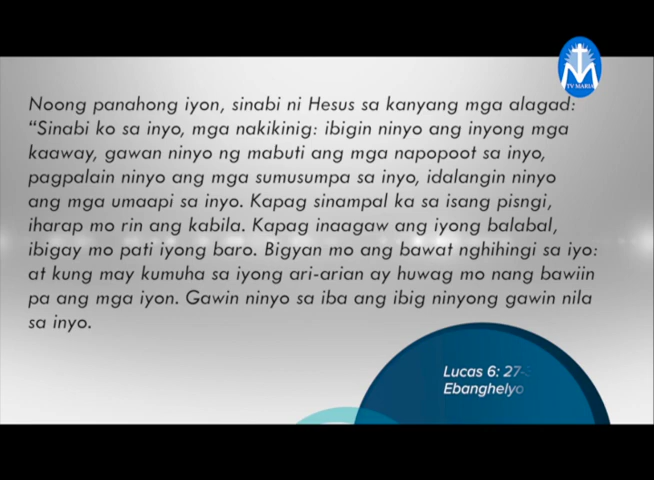 TV MARIA
Noong panahong iyon, sinabi ni Hesus sa kanyang mga alagad:
“Sinabi ko sa inyo, mga nakikinig: ibigin ninyo ang inyong mga
kaaway, gawan ninyo ng mabuti ang mga napopoot sa inyo,
pagpalain ninyo ang mga sumusumpa sa inyo, idalangin ninyo
ang mga umaapi sa inyo. Kapag sinampal ka sa isang pisngi,
iharap mo rin ang kabila. Kapag inaagaw ang iyong balabal,
ibigay mo pati iyong baro. Bigyan mo ang bawat nghihingi sa iyo:
at kung may kumuha sa iyong ari-arian ay huwag mo nang bawiin
pa ang mga iyon. Gawin ninyo sa iba ang ibig ninyong gawin nila
sa inyo.
Lucas 6: 27-
Ebanghelyo